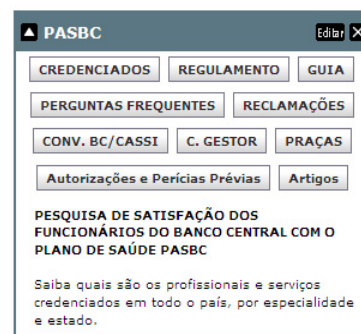 PASBC Editar X
CREDENCIADOS REGULAMENTO GUIA
PERGUNTAS FREQUENTES RECLAMAÇÕES
CONV. BC/CASSI C. GESTOR PRAÇAS
Autorizações e Perícias Prévias Artigos
PESQUISA DE SATISFAÇÃO DOS
FUNCIONÁRIOS DO BANCO CENTRAL COM O
PLANO DE SAÚDE PASBC
Saiba quais são os profissionais e serviços
credenciados em todo o país, por especialidade
e estado.